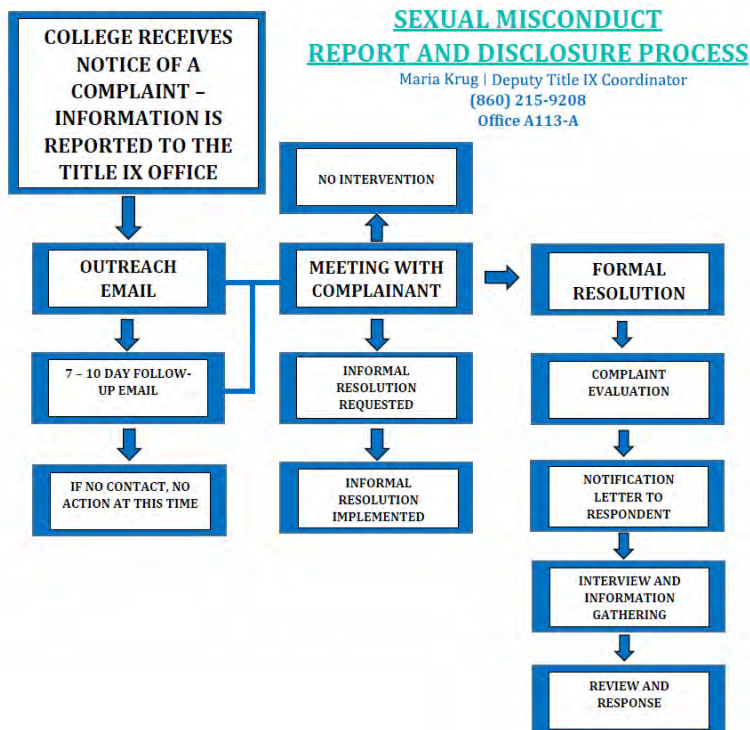 SEXUAL MISCONDUCT
REPORT AND DISCLOSURE PROCESS
Maria Krug | Deputy Title IX Coordinator
(860) 215-9208
Office A113-A
COLLEGE RECEIVES
NOTICE OF A
COMPLAINT –
INFORMATION IS
REPORTED TO THE
TITLE IX OFFICE
OUTREACH
EMAIL
7 – 10 DAY FOLLOW-
UP EMAIL
IF NO CONTACT, NO
ACTION AT THIS TIME
NO INTERVENTION
MEETING WITH
COMPLAINANT
INFORMAL
RESOLUTION
REQUESTED
INFORMAL
RESOLUTION
IMPLEMENTED
FORMAL
RESOLUTION
COMPLAINT
EVALUATION
NOTIFICATION
LETTER TO
RESPONDENT
INTERVIEW AND
INFORMATION
GATHERING
REVIEW AND
RESPONSE